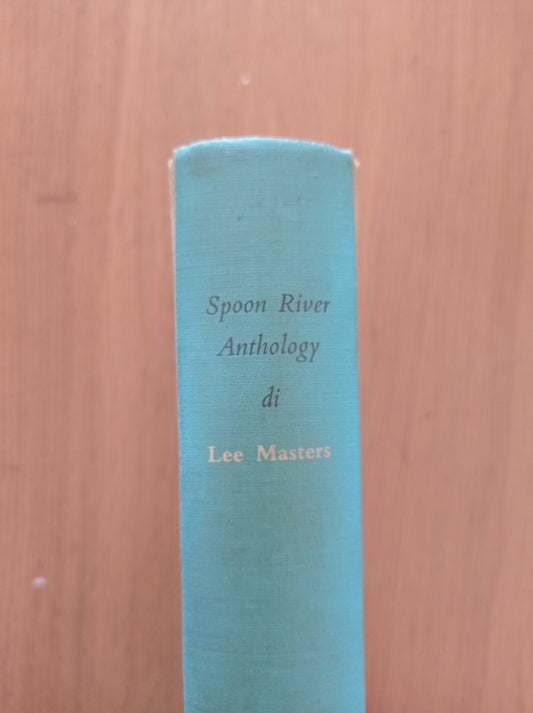 Spoon River
Anthology
di
Lee Masters